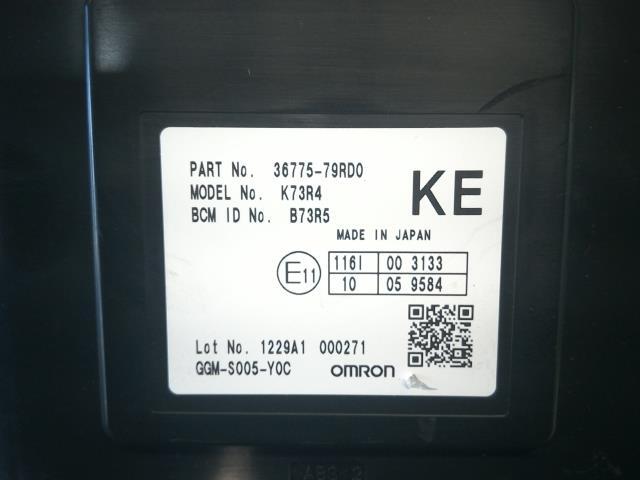 PART No. 36775-79RD0
MODEL No. K73R4
BCM ID No. B73R5
KE
MADE IN JAPAN
E11
116I 00 3133
10 05 9584
Lot No. 1229A1 000271
GGM-S005-Y0C OMRON